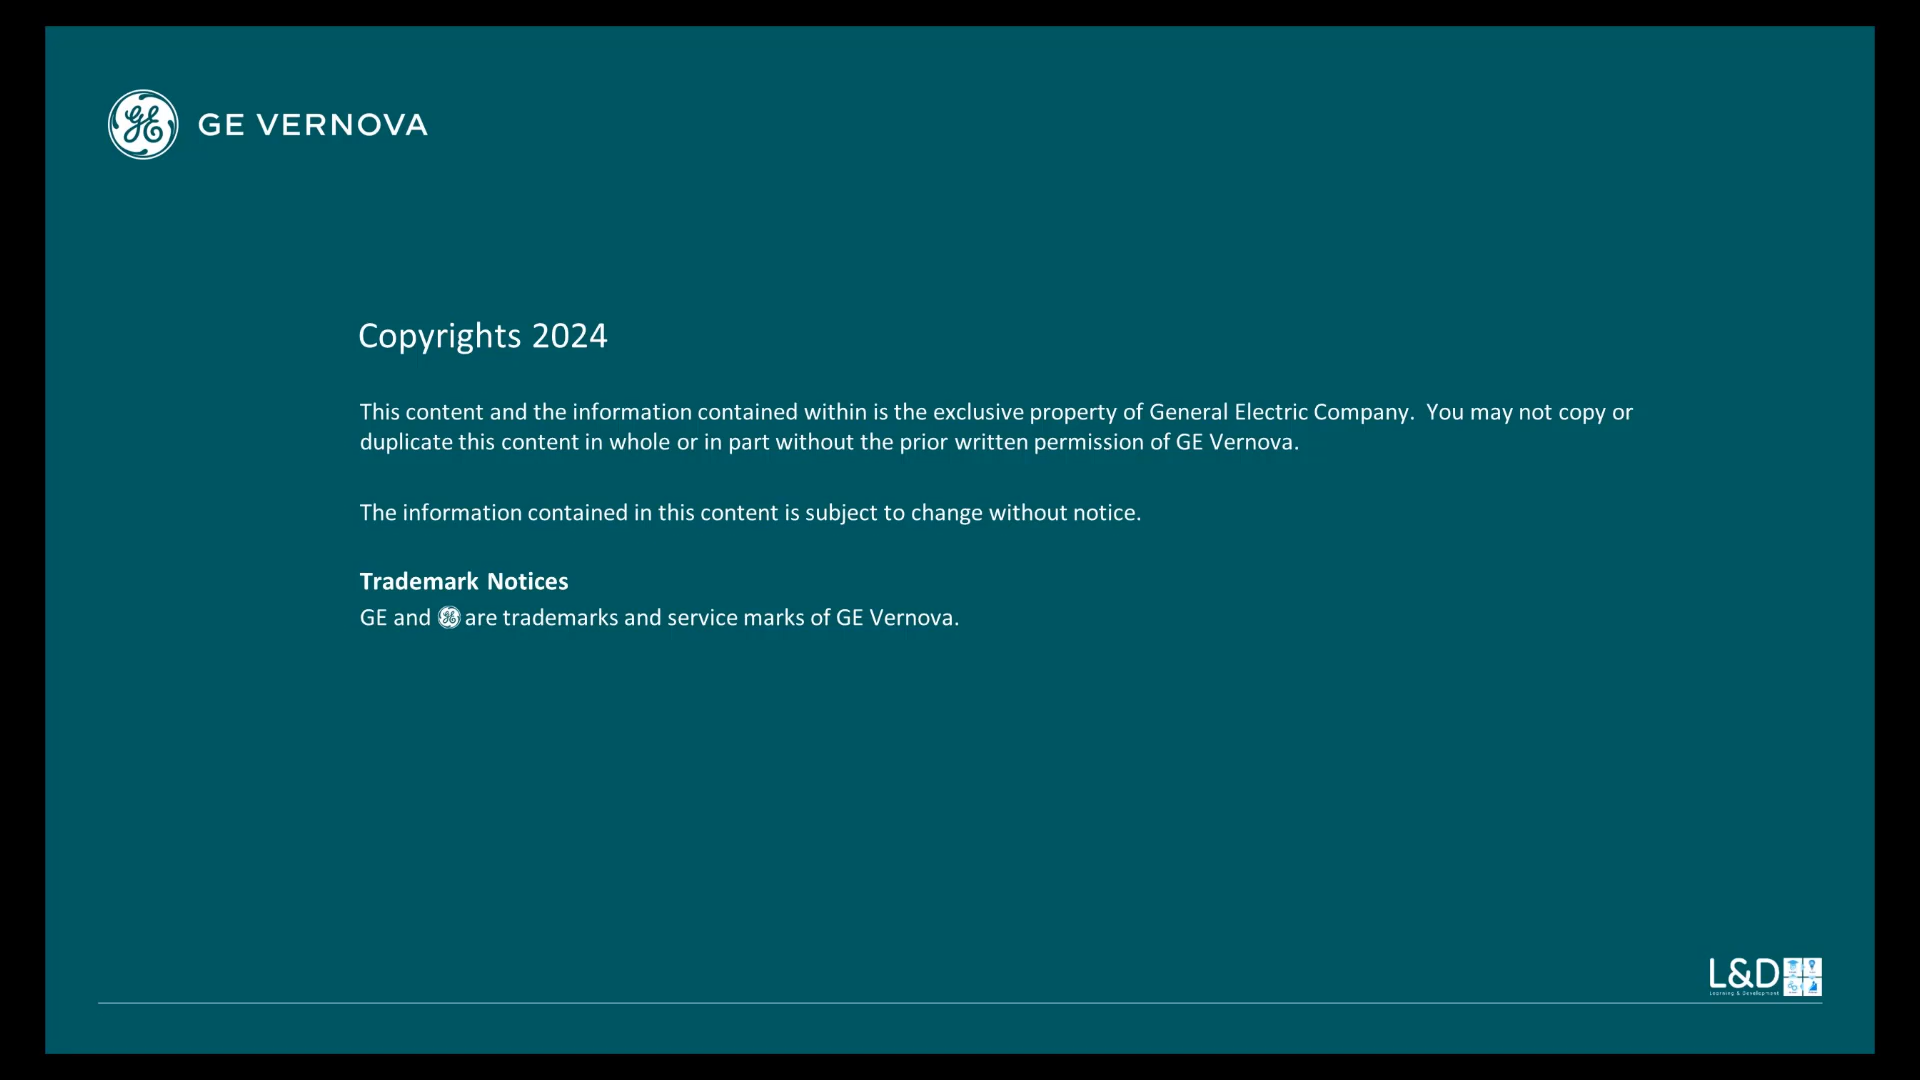 GE VERNOVA
Copyrights 2024
This content and the information contained within is the exclusive property of General Electric Company.  You may not copy or
duplicate this content in whole or in part without the prior written permission of GE Vernova.
The information contained in this content is subject to change without notice.
Trademark Notices
GE and GE are trademarks and service marks of GE Vernova.
L&D
Learning & Development